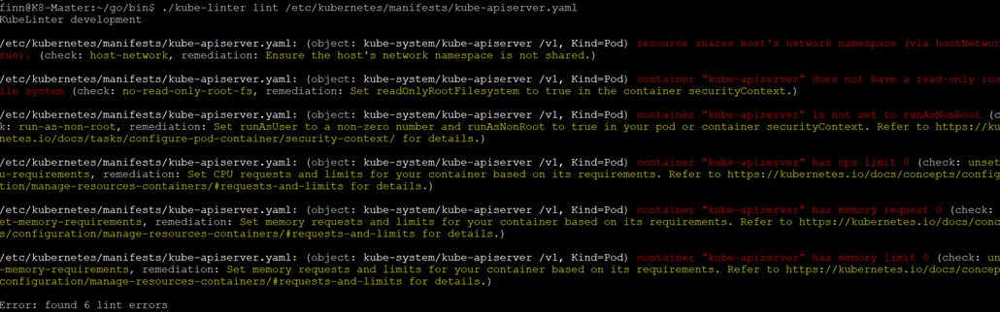 finn@K8-Master:~/go/bin$ ./kube-linter lint /etc/kubernetes/manifests/kube-apiserver.yaml
KubeLinter development
/etc/kubernetes/manifests/kube-apiserver.yaml: (object: kube-system/kube-apiserver /v1, Kind=Pod) resource shares host's network namespace (via hostNetwor
rue). (check: host-network, remediation: Ensure the host's network namespace is not shared.)
/etc/kubernetes/manifests/kube-apiserver.yaml: (object: kube-system/kube-apiserver /v1, Kind=Pod) container "kube-apiserver" does not have a read-only roo
ile system (check: no-read-only-root-fs, remediation: Set readOnlyRootFilesystem to true in the container securityContext.)
/etc/kubernetes/manifests/kube-apiserver.yaml: (object: kube-system/kube-apiserver /v1, Kind=Pod) container "kube-apiserver" is not set to runAsNonRoot (c
k: run-as-non-root, remediation: Set runAsUser to a non-zero number and runAsNonRoot to true in your pod or container securityContext. Refer to https://ku
netes.io/docs/tasks/configure-pod-container/security-context/ for details.)
/etc/kubernetes/manifests/kube-apiserver.yaml: (object: kube-system/kube-apiserver /v1, Kind=Pod) container "kube-apiserver" has cpu limit 0 (check: unset
u-requirements, remediation: Set CPU requests and limits for your container based on its requirements. Refer to https://kubernetes.io/docs/concepts/config
tion/manage-resources-containers/#requests-and-limits for details.)
/etc/kubernetes/manifests/kube-apiserver.yaml: (object: kube-system/kube-apiserver /v1, Kind=Pod) container "kube-apiserver" has memory request 0 (check:
et-memory-requirements, remediation: Set memory requests and limits for your container based on its requirements. Refer to https://kubernetes.io/docs/conc
s/configuration/manage-resources-containers/#requests-and-limits for details.)
/etc/kubernetes/manifests/kube-apiserver.yaml: (object: kube-system/kube-apiserver /v1, Kind=Pod) container "kube-apiserver" has memory limit 0 (check: un
-memory-requirements, remediation: Set memory requests and limits for your container based on its requirements. Refer to https://kubernetes.io/docs/concep
configuration/manage-resources-containers/#requests-and-limits for details.)
Error: found 6 lint errors